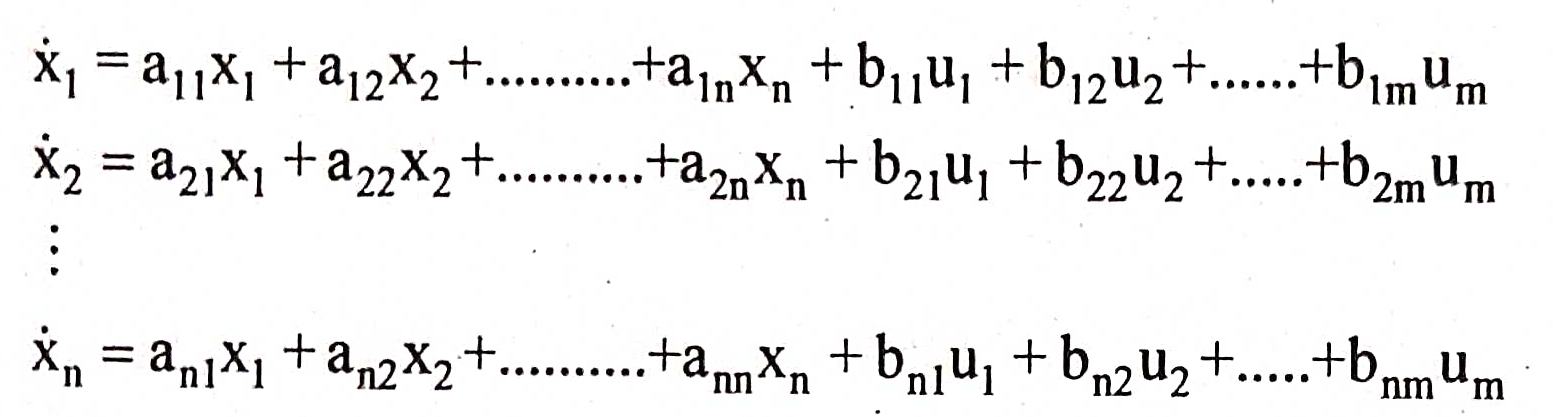 ẋ₁ = a₁₁x₁ + a₁₂x₂ +..........+a₁ₙxₙ + b₁₁u₁ + b₁₂u₂ +......+b₁ₘuₘ
ẋ₂ = a₂₁x₁ + a₂₂x₂ +..........+a₂ₙxₙ + b₂₁u₁ + b₂₂u₂ +.....+b₂ₘuₘ
⋮
ẋₙ = aₙ₁x₁ + aₙ₂x₂ +..........+aₙₙxₙ + bₙ₁u₁ + bₙ₂u₂ +.....+bₙₘuₘ